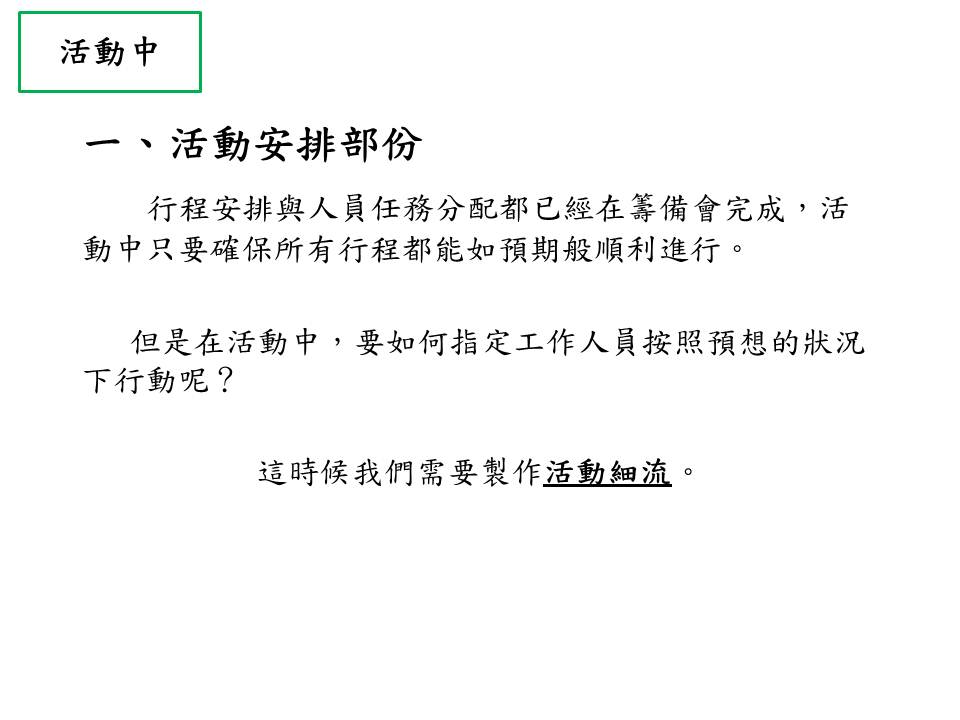 活動中
一、活動安排部份
行程安排與人員任務分配都已經在籌備會完成，活
動中只要確保所有行程都能如預期般順利進行。
但是在活動中，要如何指定工作人員按照預想的狀況
下行動呢？
這時候我們需要製作活動細流。